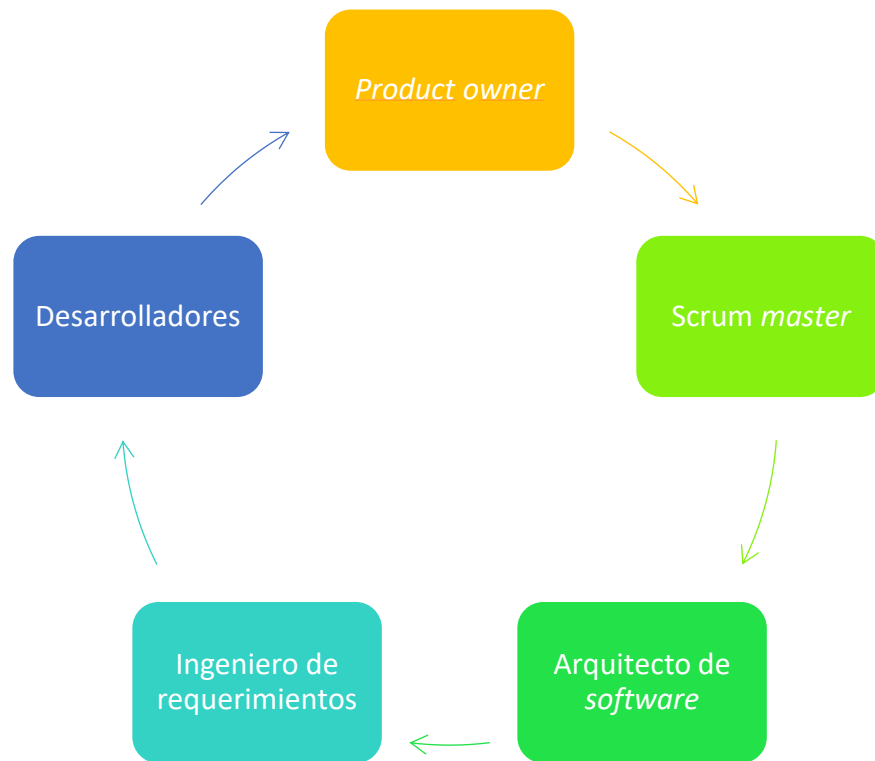 Product owner
Scrum master
Arquitecto de
software
Ingeniero de
requerimientos
Desarrolladores